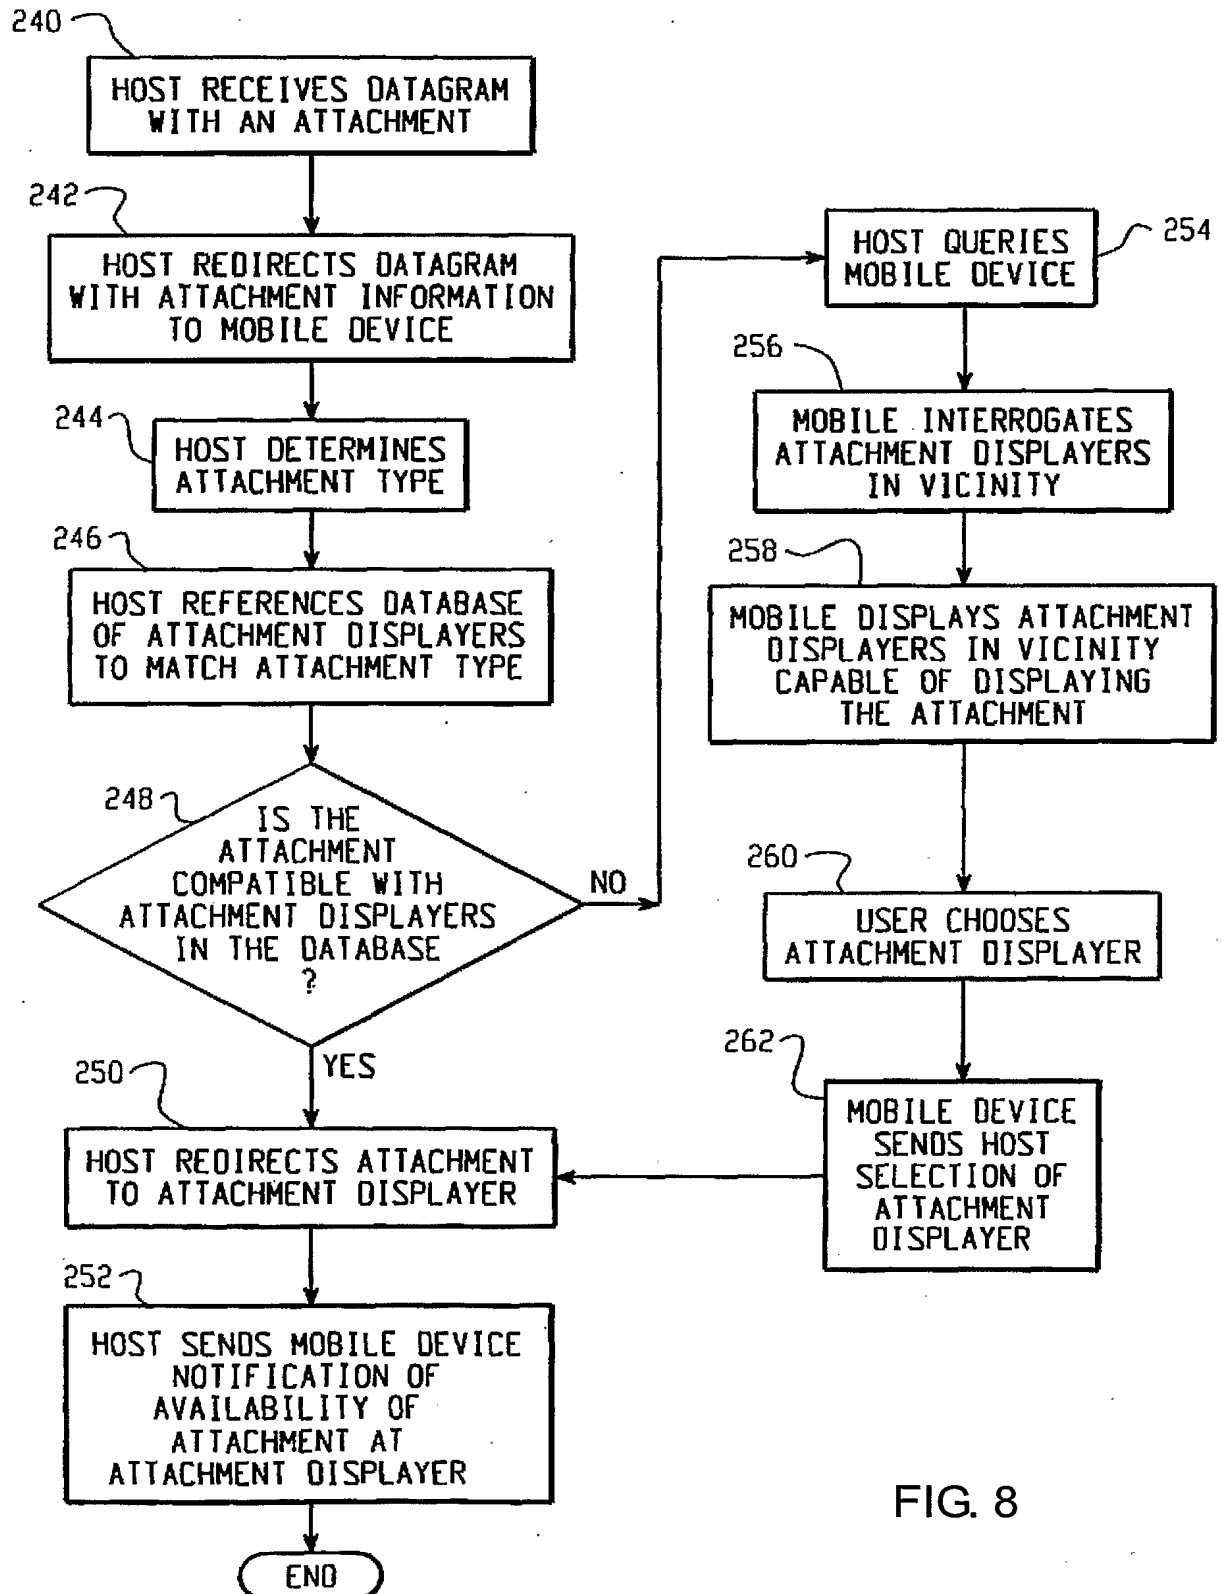 240
HOST RECEIVES DATAGRAM
WITH AN ATTACHMENT
242
HOST REDIRECTS DATAGRAM
WITH ATTACHMENT INFORMATION
TO MOBILE DEVICE
244
HOST DETERMINES
ATTACHMENT TYPE
246
HOST REFERENCES DATABASE
OF ATTACHMENT DISPLAYERS
TO MATCH ATTACHMENT TYPE
248
IS THE
ATTACHMENT
COMPATIBLE WITH
ATTACHMENT DISPLAYERS
IN THE DATABASE
?
NO
YES
250
HOST REDIRECTS ATTACHMENT
TO ATTACHMENT DISPLAYER
252
HOST SENDS MOBILE DEVICE
NOTIFICATION OF
AVAILABILITY OF
ATTACHMENT AT
ATTACHMENT DISPLAYER
END
254
HOST QUERIES
MOBILE DEVICE
256
MOBILE INTERROGATES
ATTACHMENT DISPLAYERS
IN VICINITY
258
MOBILE DISPLAYS ATTACHMENT
DISPLAYERS IN VICINITY
CAPABLE OF DISPLAYING
THE ATTACHMENT
260
USER CHOOSES
ATTACHMENT DISPLAYER
262
MOBILE DEVICE
SENDS HOST
SELECTION OF
ATTACHMENT
DISPLAYER
FIG. 8